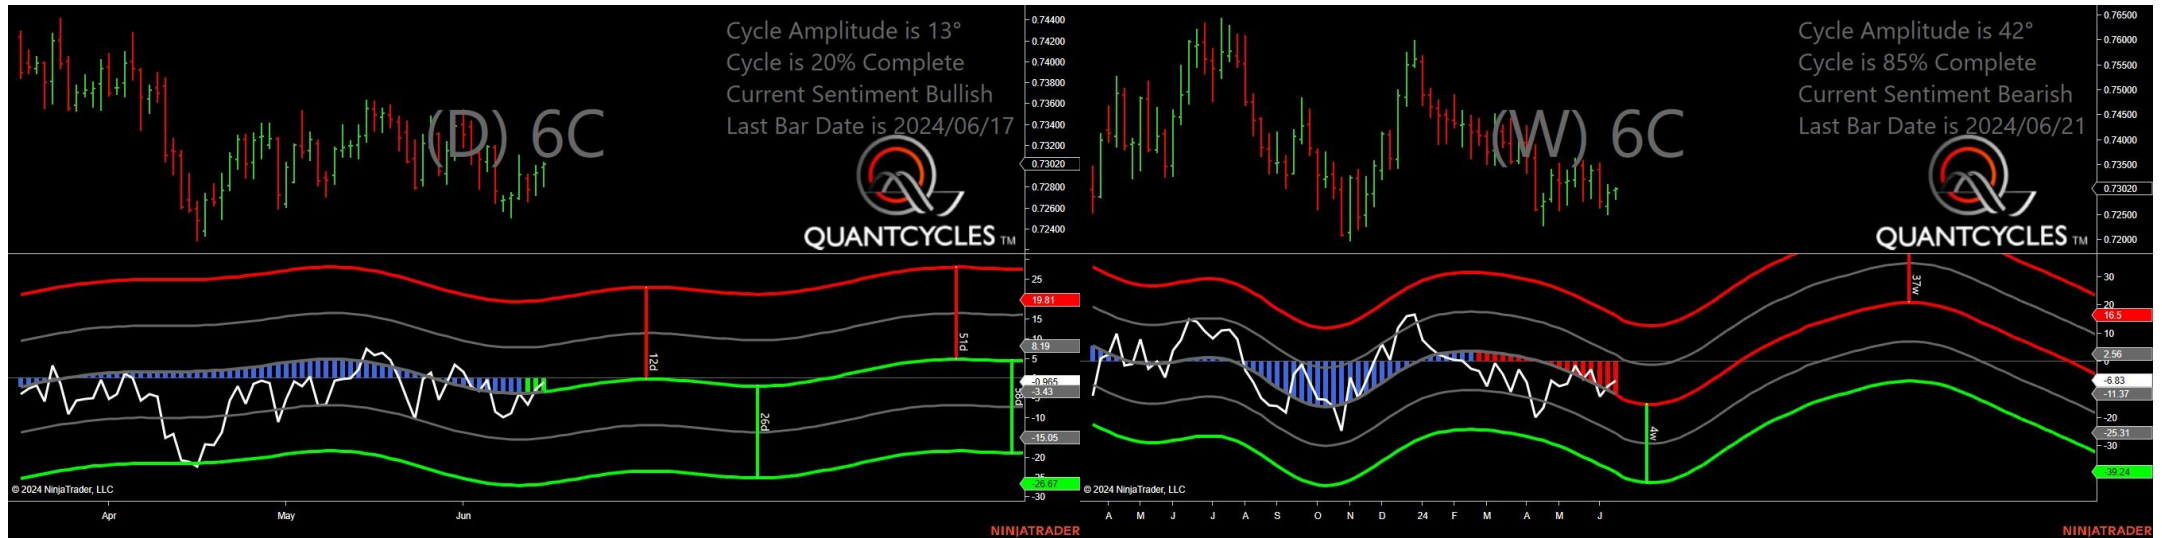 Cycle Amplitude is 13°
Cycle is 20% Complete
Current Sentiment Bullish
Last Bar Date is 2024/06/17
(D) 6C
QUANTCYCLES TM
0.74400
0.74200
0.74000
0.73800
0.73600
0.73400
0.73200
0.73020
0.72800
0.72600
0.72400
25
19.81
15
8.19
5
-0.965
-3.43
-10
-15.05
-20
-26.67
-30
12d
26d
51d
© 2024 NinjaTrader, LLC
Apr May Jun
NINJATRADER
Cycle Amplitude is 42°
Cycle is 85% Complete
Current Sentiment Bearish
Last Bar Date is 2024/06/21
(W) 6C
QUANTCYCLES TM
0.76500
0.76000
0.75500
0.75000
0.74500
0.74000
0.73500
0.73020
0.72500
0.72000
30
20
16.5
10
2.56
-6.83
-11.37
-20
-25.31
-30
-39.24
4w
37w
© 2024 NinjaTrader, LLC
A M J J A S O N D 24 F M A M J
NINJATRADER